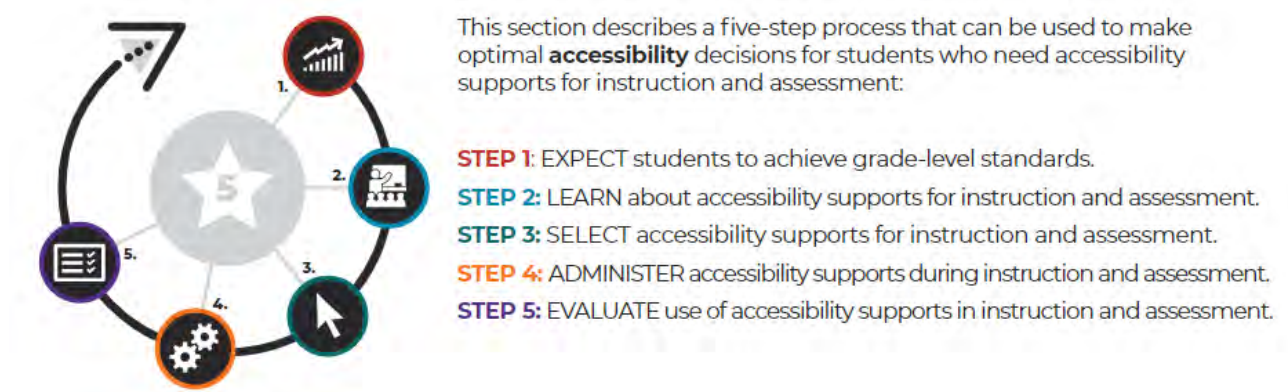 This section describes a five-step process that can be used to make
optimal accessibility decisions for students who need accessibility
supports for instruction and assessment:
1.
2.
3.
4.
5.
5
STEP 1: EXPECT students to achieve grade-level standards.
STEP 2: LEARN about accessibility supports for instruction and assessment.
STEP 3: SELECT accessibility supports for instruction and assessment.
STEP 4: ADMINISTER accessibility supports during instruction and assessment.
STEP 5: EVALUATE use of accessibility supports in instruction and assessment.